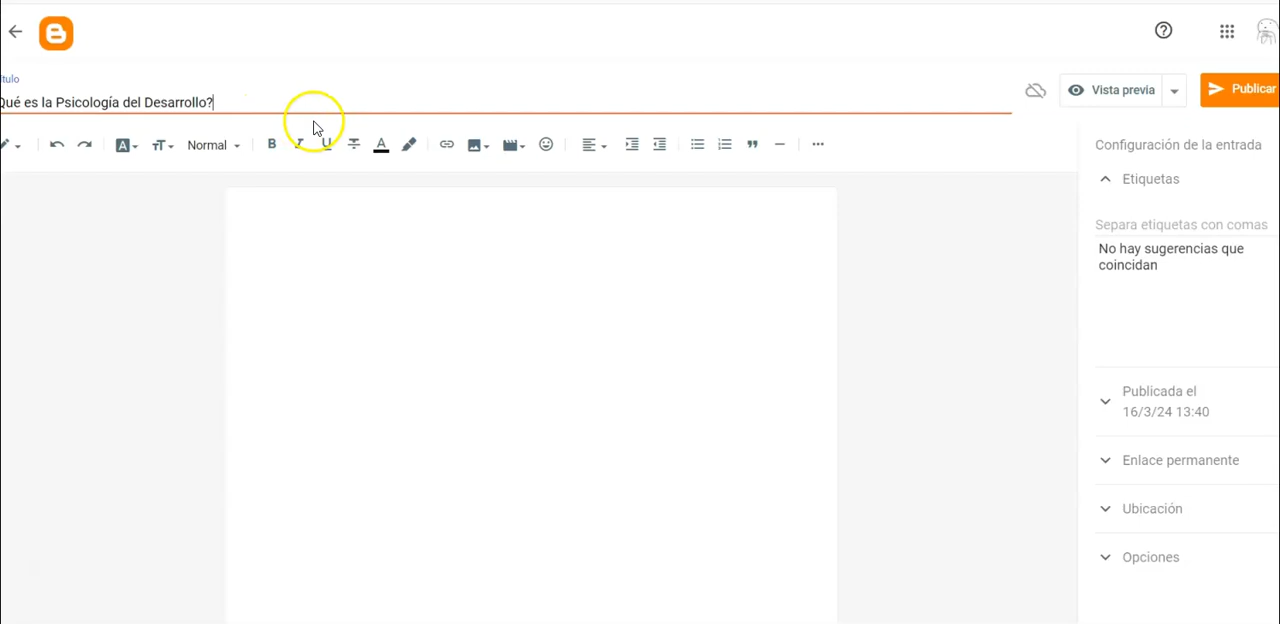 tulo
Qué es la Psicología del Desarrollo?
Vista previa
Publicar
Normal
Configuración de la entrada
Etiquetas
Separa etiquetas con comas
No hay sugerencias que
coincidan
Publicada el
16/3/24 13:40
Enlace permanente
Ubicación
Opciones